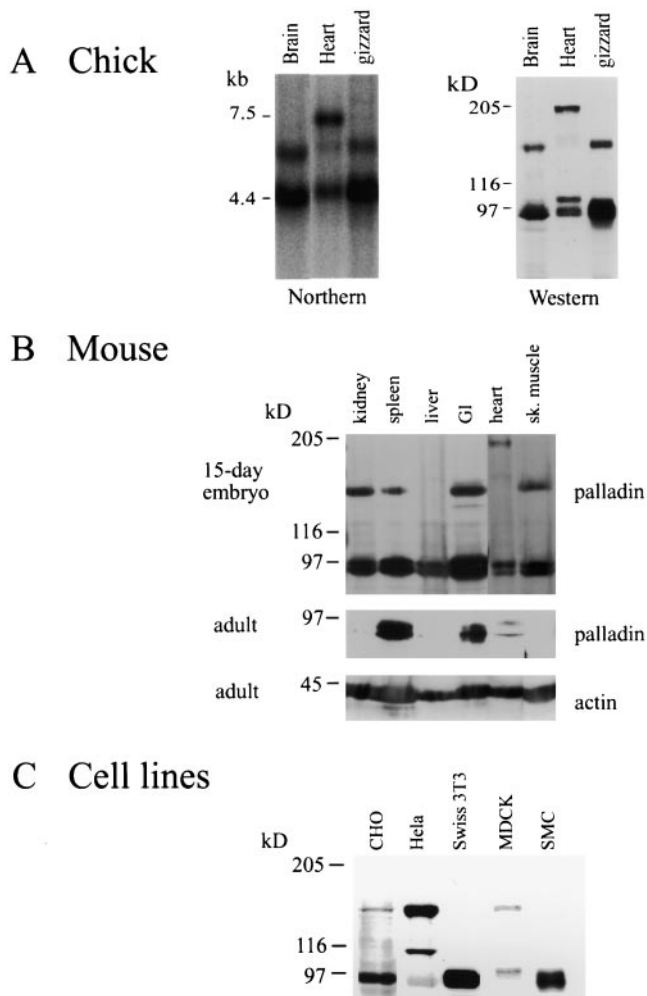 A Chick
kb
Brain
Heart
gizzard
7.5
4.4
Northern
kD
Brain
Heart
gizzard
205
116
97
Western
B Mouse
kD
kidney
spleen
liver
GI
heart
sk. muscle
205
15-day
embryo
palladin
116
97
adult
97
palladin
adult
45
actin
C Cell lines
kD
CHO
Hela
Swiss 3T3
MDCK
SMC
205
116
97